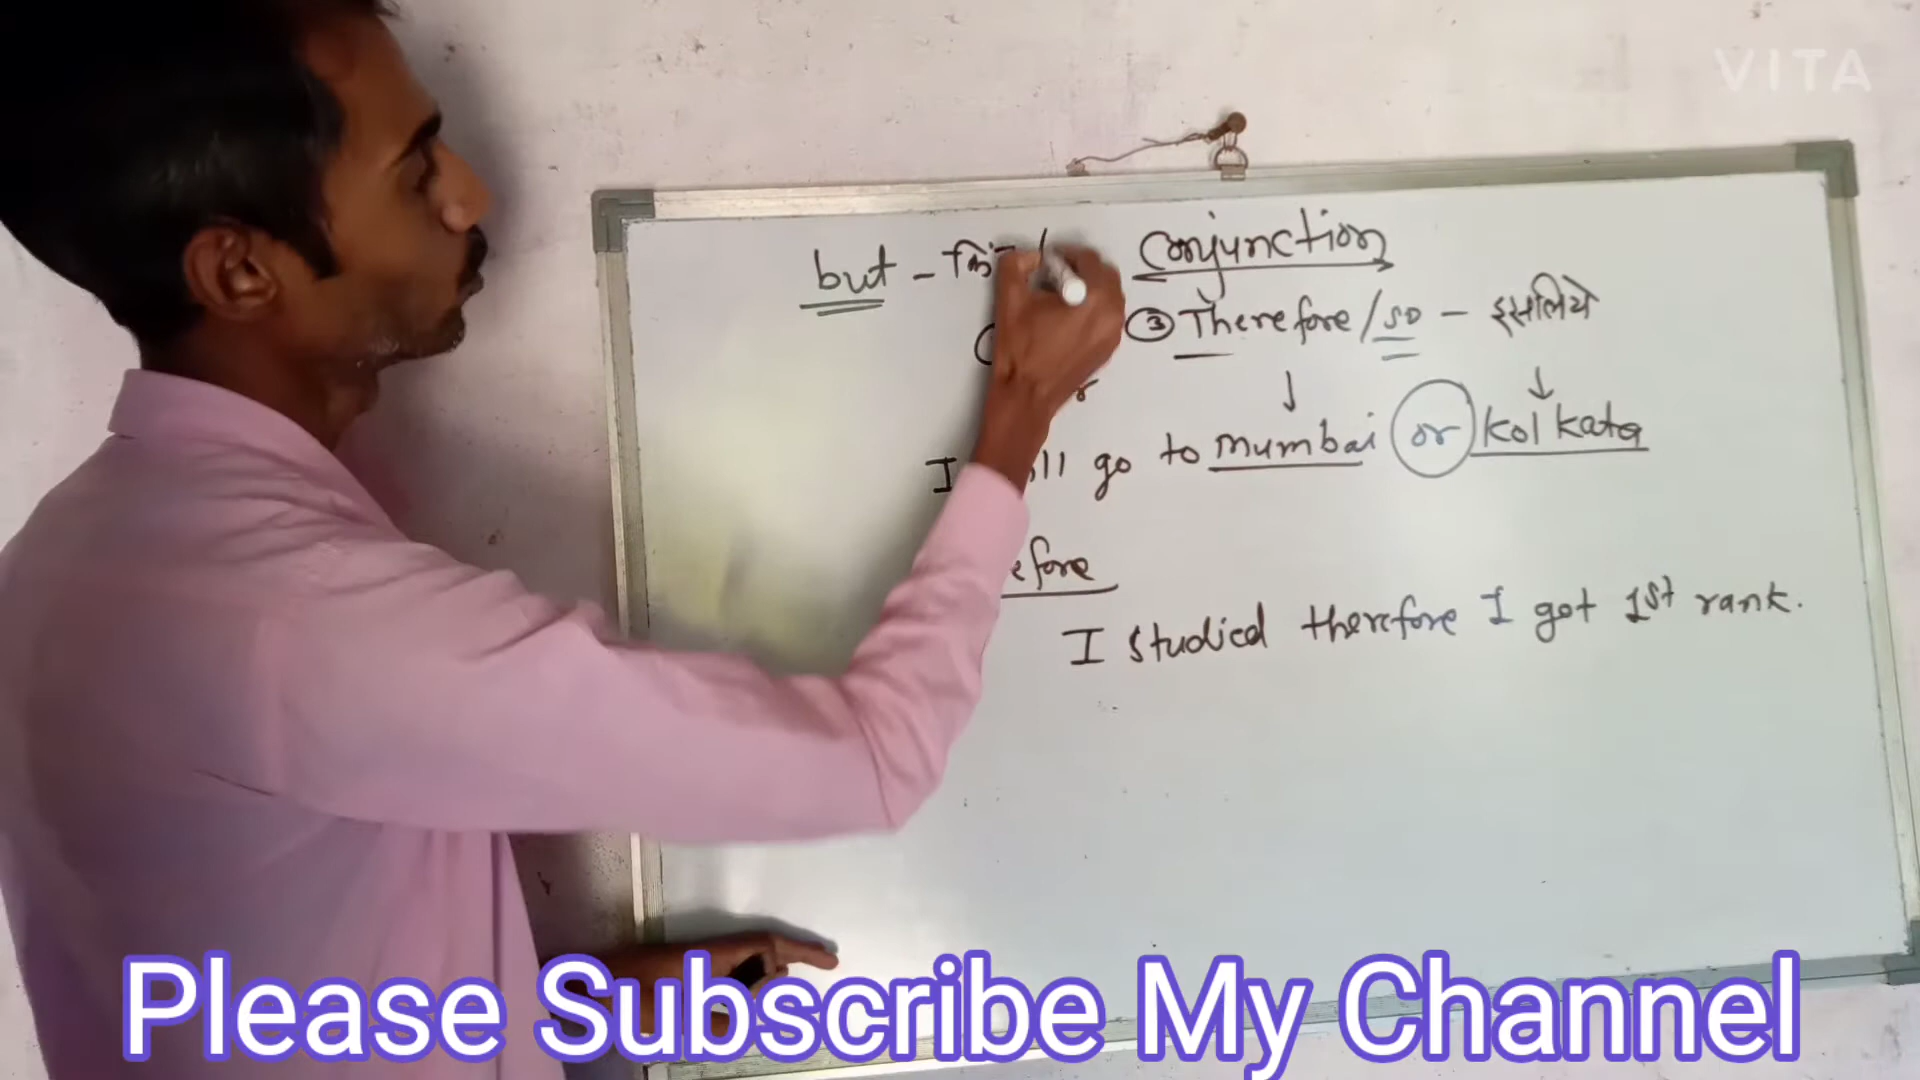 VITA
Conjunction
but -
③ Therefore / so - इसलिये
I go to Mumbai or Kolkata
I studied therefore I got 1st rank.
Please Subscribe My Channel